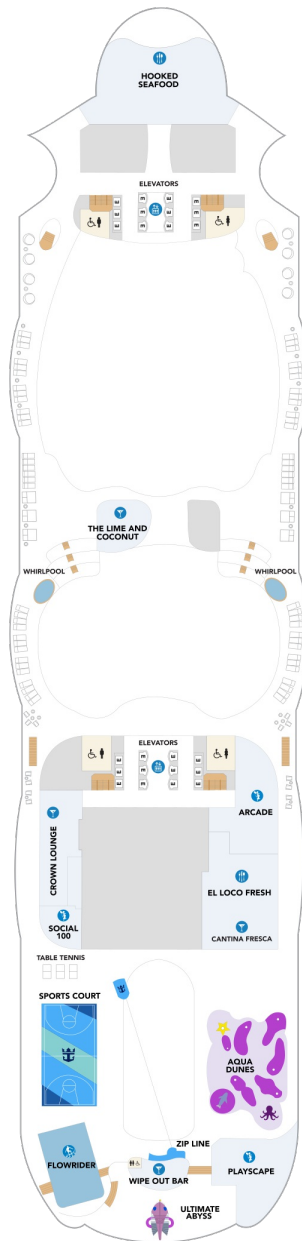 HOOKED
SEAFOOD
ELEVATORS
E E E E
E E E E
E E E E
THE LIME AND
COCONUT
WHIRLPOOL
WHIRLPOOL
ELEVATORS
E E E E
E E E E
E E E E
CROWN LOUNGE
ARCADE
EL LOCO FRESH
SOCIAL
100
CANTINA FRESCA
TABLE TENNIS
SPORTS COURT
AQUA
DUNES
ZIP LINE
FLOWRIDER
WIPE OUT BAR
PLAYSCAPE
ULTIMATE
ABYSS